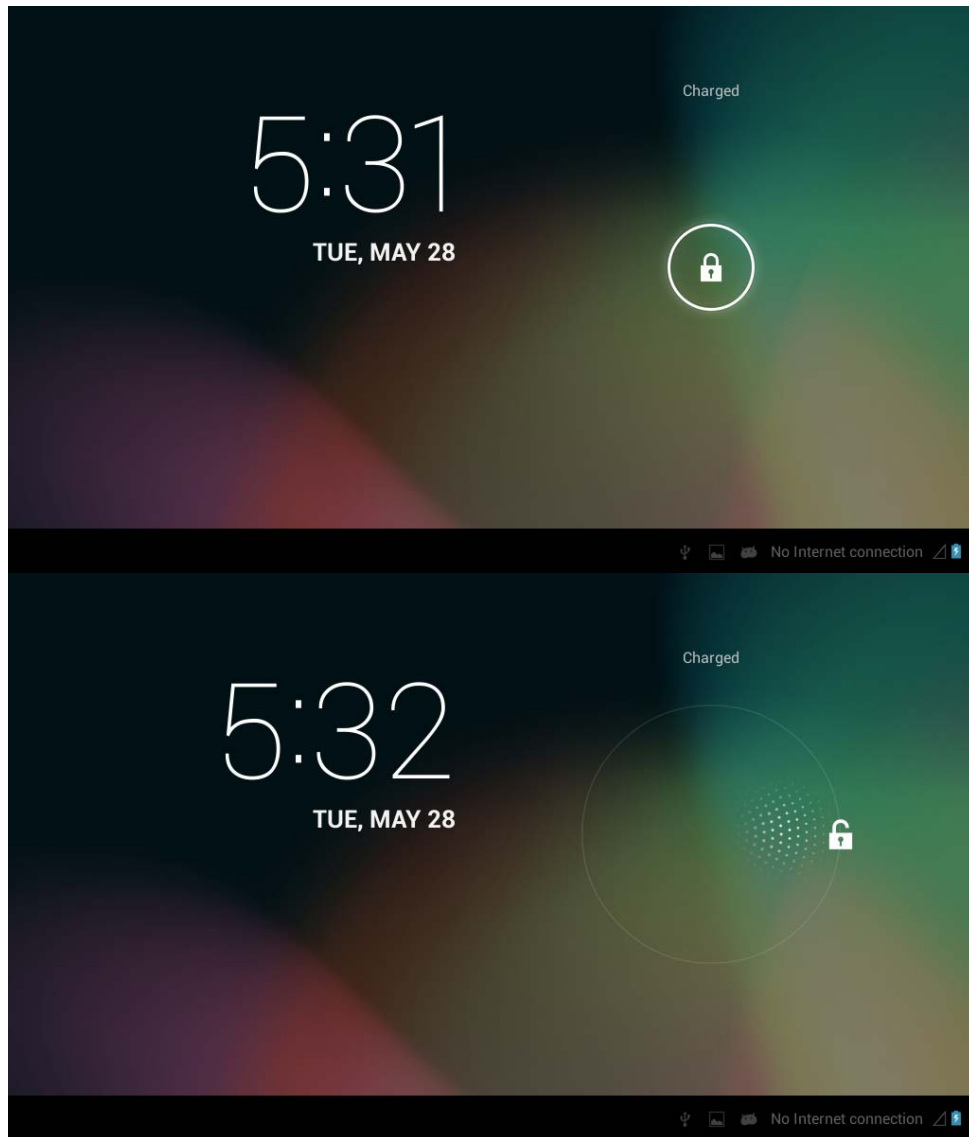 Charged
5:31
TUE, MAY 28
No Internet connection
Charged
5:32
TUE, MAY 28
No Internet connection